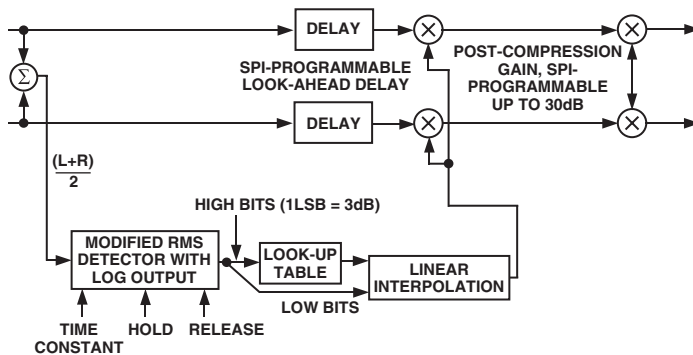 DELAY
SPI-PROGRAMMABLE
LOOK-AHEAD DELAY
POST-COMPRESSION
GAIN, SPI-
PROGRAMMABLE
UP TO 30dB
Σ
DELAY
(L+R)
2
HIGH BITS (1LSB = 3dB)
MODIFIED RMS
DETECTOR WITH
LOG OUTPUT
LOOK-UP
TABLE
LINEAR
INTERPOLATION
LOW BITS
TIME
CONSTANT
HOLD
RELEASE